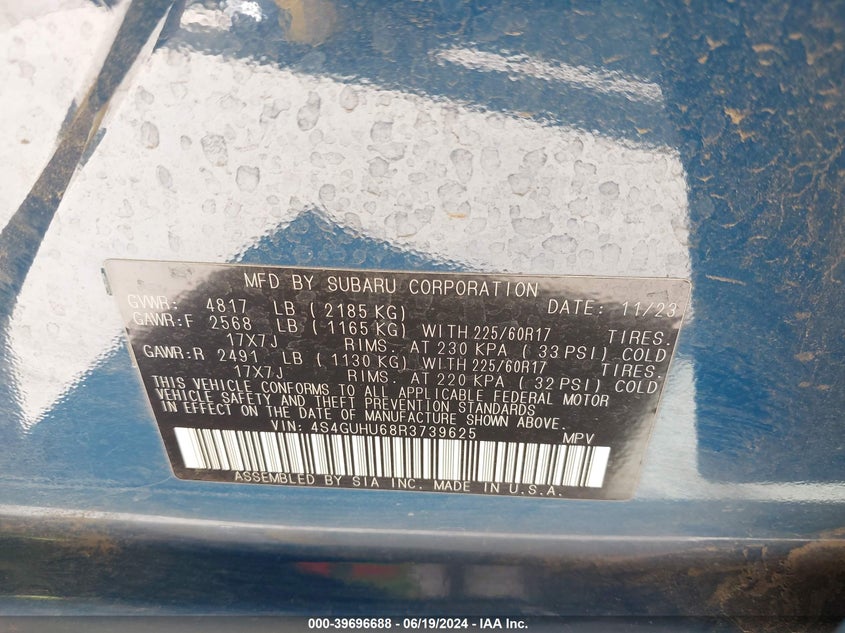 MFD BY SUBARU CORPORATION
GVWR: 4817 LB ( 2185 KG) DATE: 11/23
GAWR:F 2568 LB ( 1165 KG) WITH 225/60R17 TIRES.
17X7J RIMS. AT 230 KPA ( 33 PSI) COLD
GAWR:R 2491 LB ( 1130 KG) WITH 225/60R17 TIRES.
17X7J RIMS. AT 220 KPA ( 32 PSI) COLD.
THIS VEHICLE CONFORMS TO ALL APPLICABLE FEDERAL MOTOR
VEHICLE SAFETY AND THEFT PREVENTION STANDARDS
IN EFFECT ON THE DATE OF MANUFACTURE SHOWN ABOVE.
VIN: 4S4GUHU68R3739625 MPV
ASSEMBLED BY SIA INC. MADE IN U.S.A.
000-39696688 - 06/19/2024 - IAA Inc.